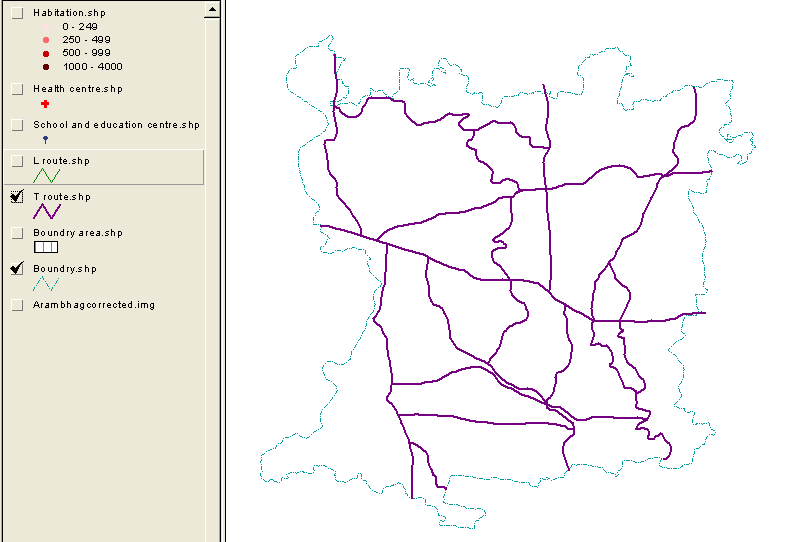 Habitation.shp
0 - 249
250 - 499
500 - 999
1000 - 4000
Health centre.shp
School and education centre.shp
L route.shp
T route.shp
Boundry area.shp
Boundry.shp
Arambhagcorrected.img